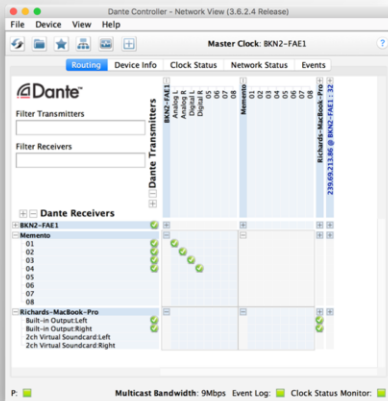 Dante Controller - Network View (3.6.2.4 Release)
File Device View Help
Master Clock: BKN2-FAE1
?
Routing Device Info Clock Status Network Status Events
Dante™
Filter Transmitters
Filter Receivers
Dante Transmitters
BKN2-FAE1
Analog L
Analog R
Digital L
Digital R
05
06
07
08
Memento
01
02
03
04
05
06
07
08
Richards-MacBook-Pro
239.69.213.86 @ BKN2-FAE1 : 32
Dante Receivers
BKN2-FAE1
Memento
01
02
03
04
05
06
07
08
Richards-MacBook-Pro
Built-in Output:Left
Built-in Output:Right
2ch Virtual Soundcard:Left
2ch Virtual Soundcard:Right
P: Multicast Bandwidth: 9Mbps Event Log: Clock Status Monitor: